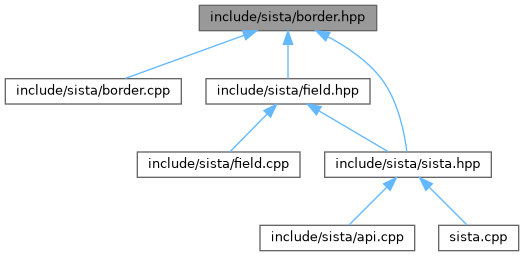 include/sista/border.hpp
include/sista/border.cpp
include/sista/field.hpp
include/sista/field.cpp
include/sista/sista.hpp
include/sista/api.cpp
sista.cpp